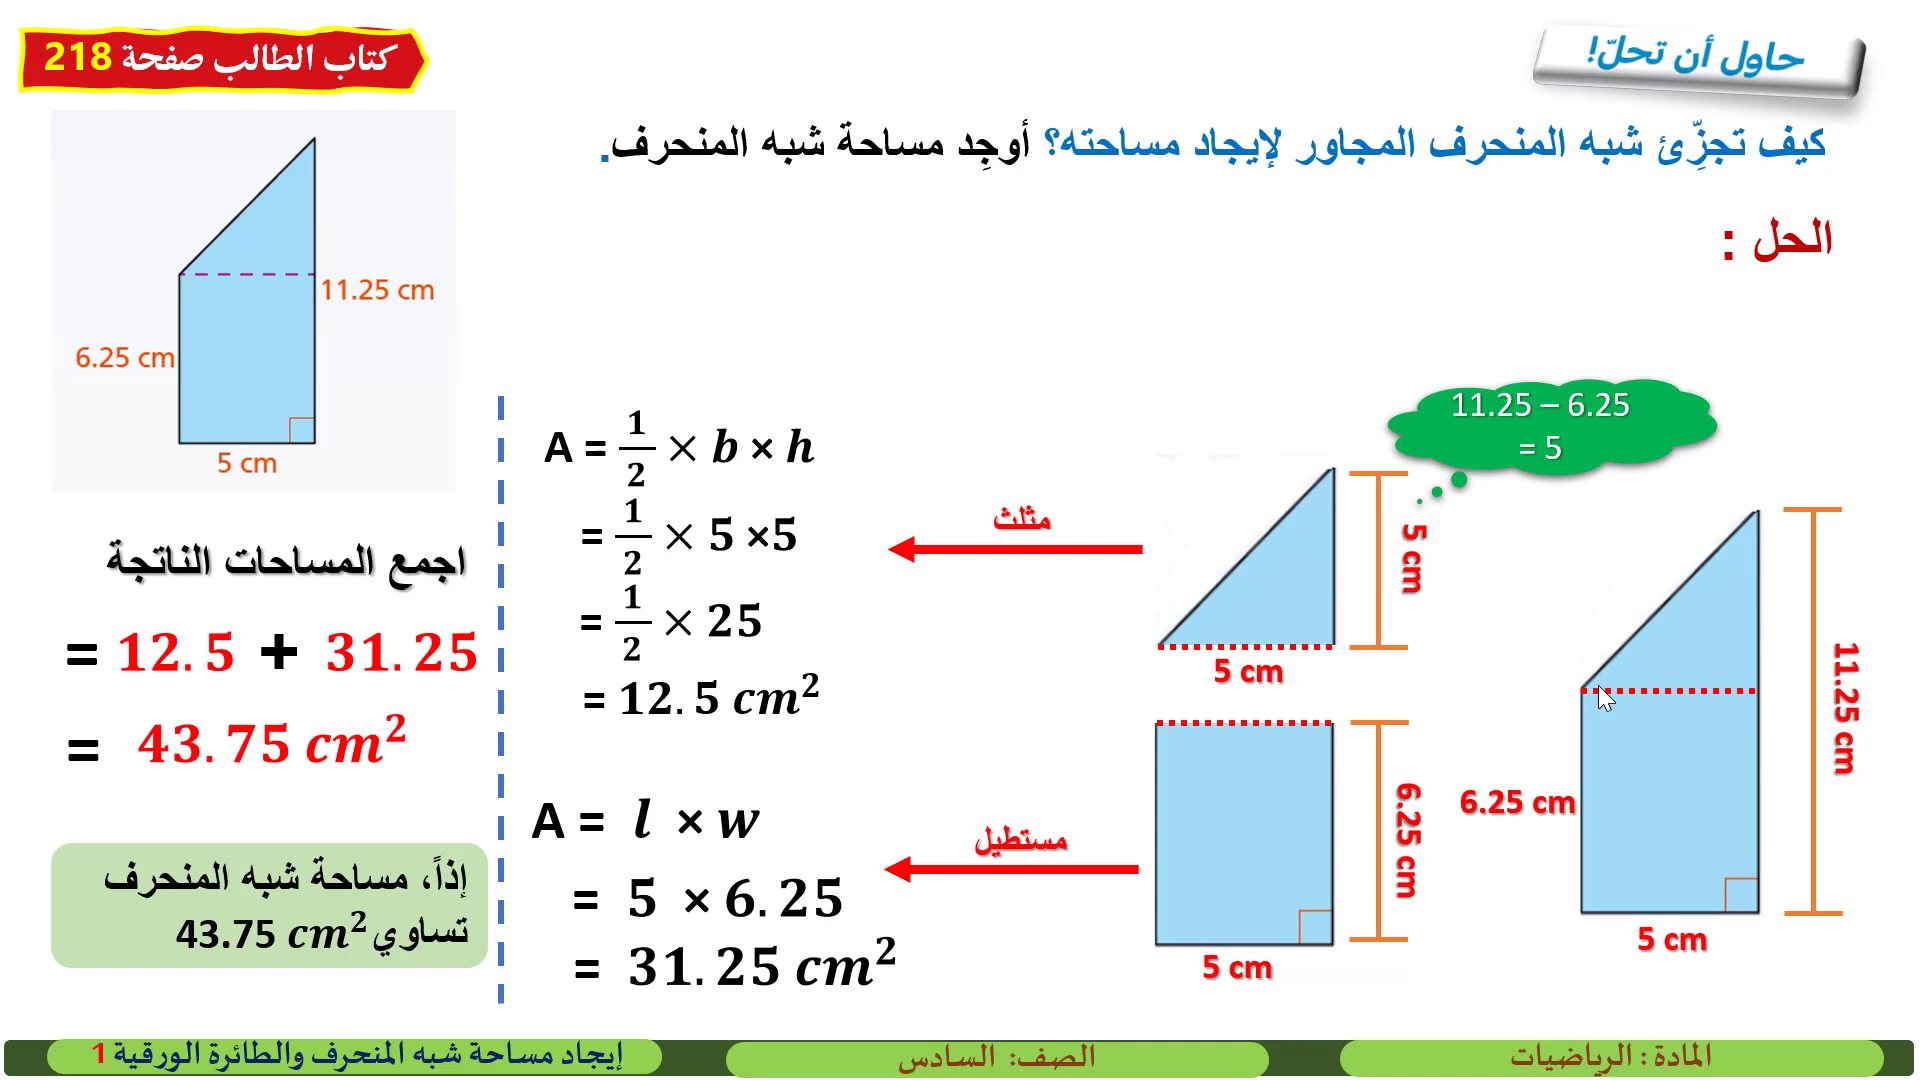 حاول أن تحلّ!
كتاب الطالب صفحة 218
كيف تجزِّئ شبه المنحرف المجاور لإيجاد مساحته؟ أوجِد مساحة شبه المنحرف.
الحل :
11.25 cm
6.25 cm
5 cm
11.25 – 6.25
= 5
11.25 cm
6.25 cm
5 cm
5 cm
5 cm
مثلث
A = 1/2 × b × h
= 1/2 × 5 ×5
= 1/2 × 25
= 12.5 cm²
6.25 cm
5 cm
مستطيل
A = l × w
= 5 × 6.25
= 31.25 cm²
اجمع المساحات الناتجة
= 12.5 + 31.25
= 43.75 cm²
إذاً، مساحة شبه المنحرف
تساوي 43.75 cm²
المادة : الرياضيات
الصف: السادس
إيجاد مساحة شبه المنحرف والطائرة الورقية 1